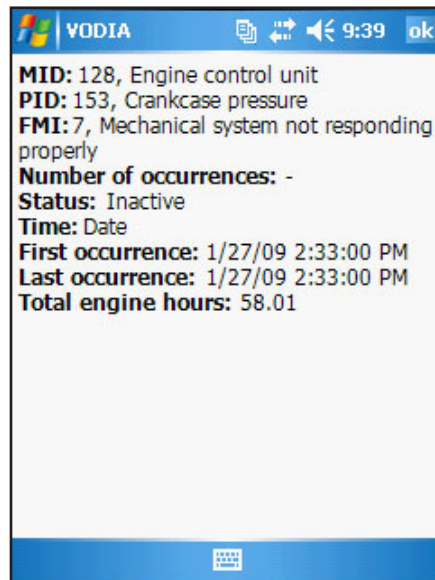 VODIA 9:39 ok
MID: 128, Engine control unit
PID: 153, Crankcase pressure
FMI: 7, Mechanical system not responding
properly
Number of occurrences: -
Status: Inactive
Time: Date
First occurrence: 1/27/09 2:33:00 PM
Last occurrence: 1/27/09 2:33:00 PM
Total engine hours: 58.01